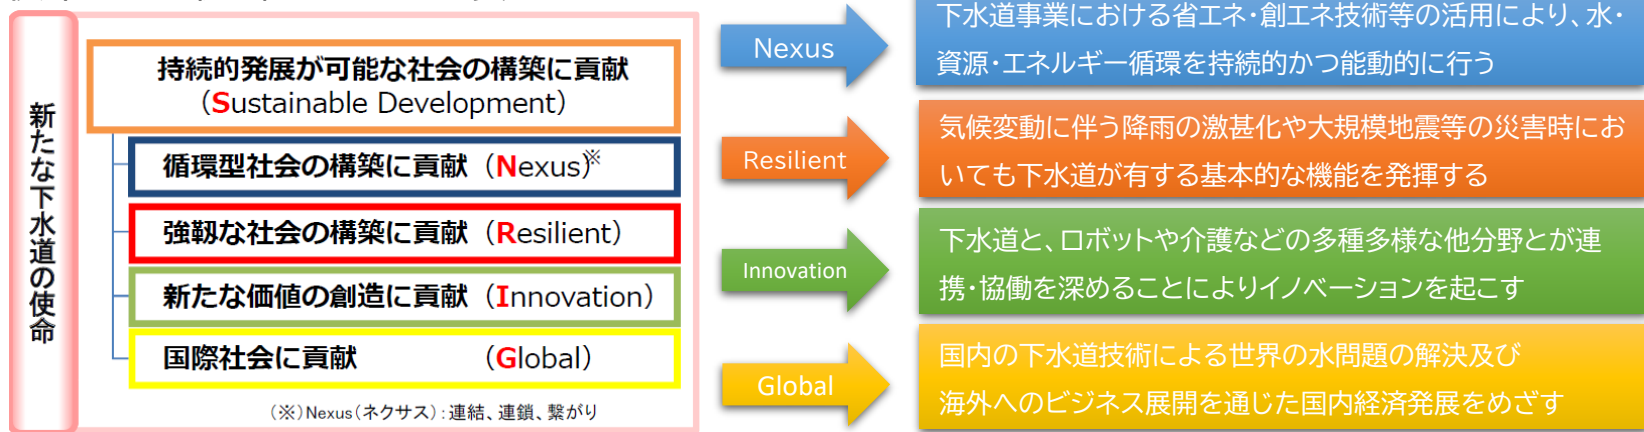 新たな下水道の使命
持続的発展が可能な社会の構築に貢献
（Sustainable Development）
循環型社会の構築に貢献（Nexus）※
強靱な社会の構築に貢献（Resilient）
新たな価値の創造に貢献（Innovation）
国際社会に貢献（Global）
（※）Nexus（ネクサス）：連結、連鎖、繋がり
Nexus
下水道事業における省エネ・創エネ技術等の活用により、水・
資源・エネルギー循環を持続的かつ能動的に行う
Resilient
気候変動に伴う降雨の激甚化や大規模地震等の災害時にお
いても下水道が有する基本的な機能を発揮する
Innovation
下水道と、ロボットや介護などの多種多様な他分野とが連
携・協働を深めることによりイノベーションを起こす
Global
国内の下水道技術による世界の水問題の解決及び
海外へのビジネス展開を通じた国内経済発展をめざす